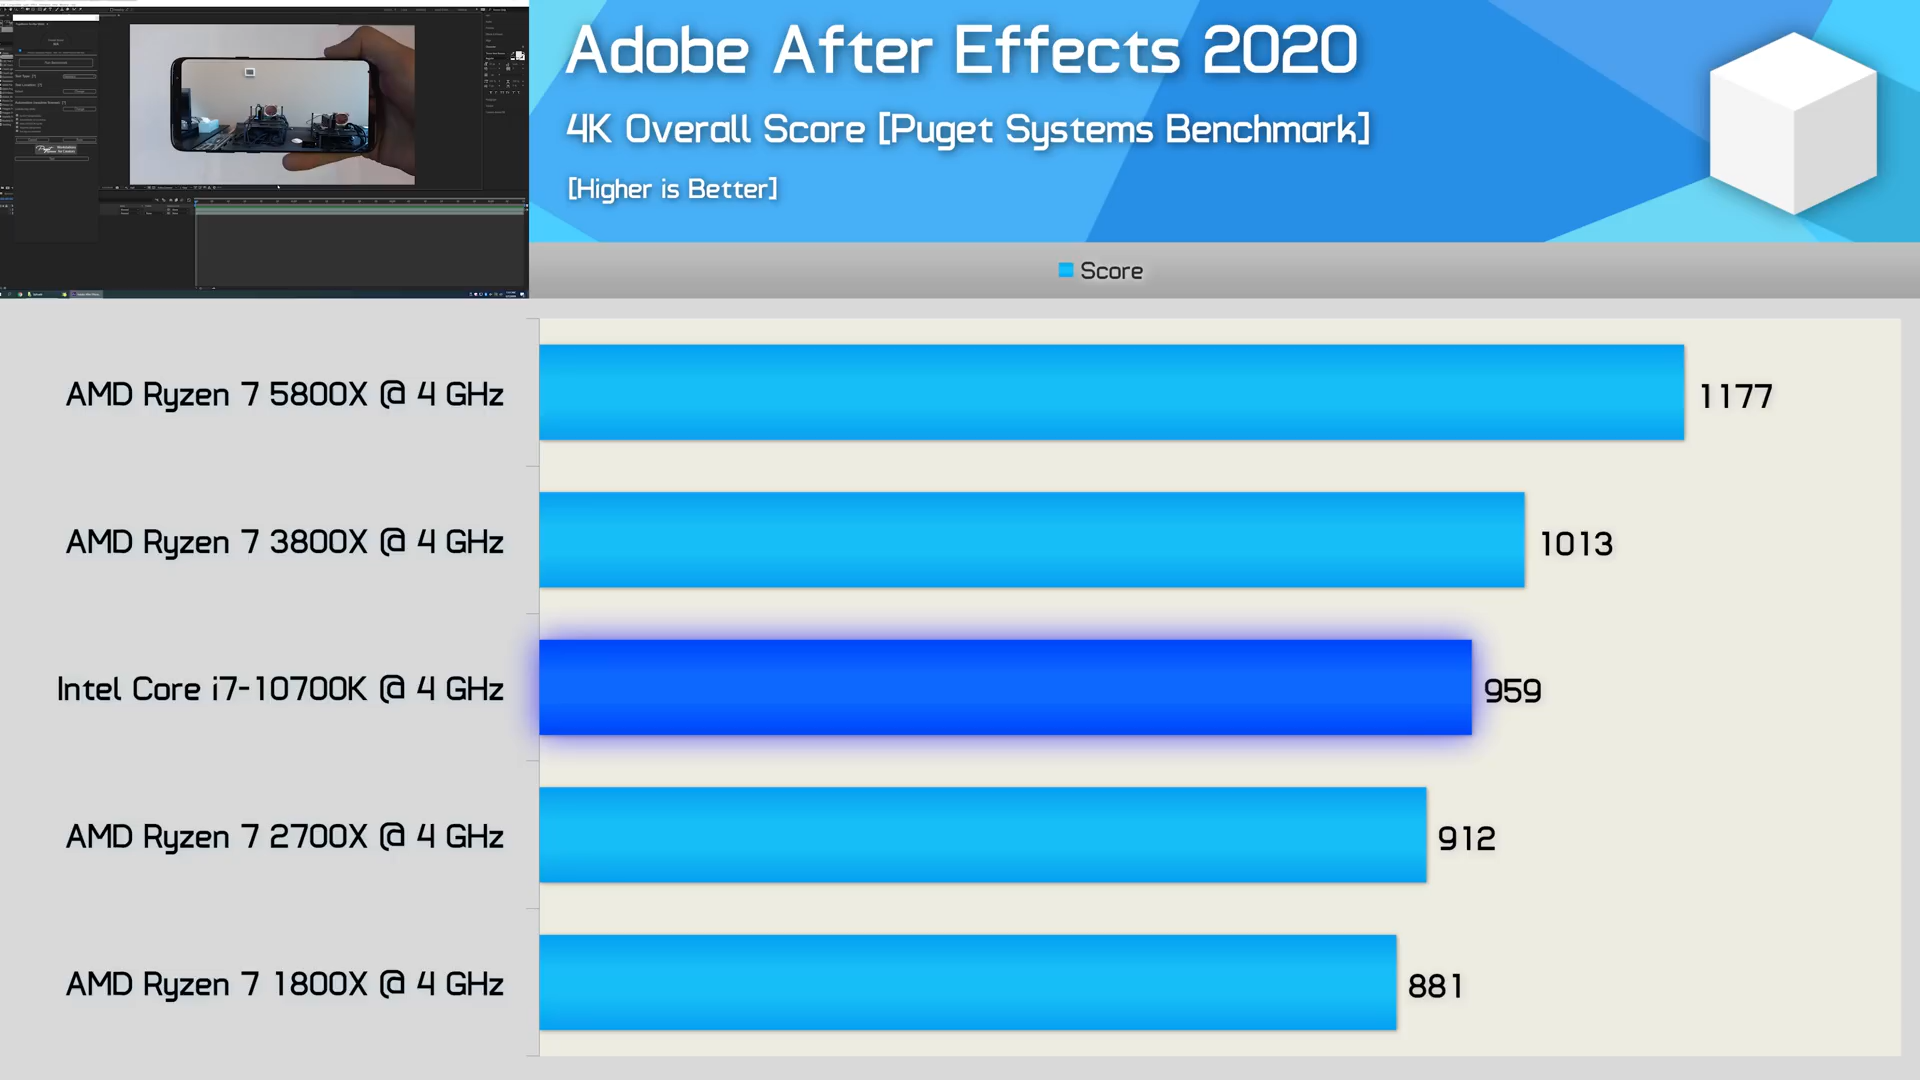 Adobe After Effects 2020
4K Overall Score [Puget Systems Benchmark]
[Higher is Better]
Score
AMD Ryzen 7 5800X @ 4 GHz 1177
AMD Ryzen 7 3800X @ 4 GHz 1013
Intel Core i7-10700K @ 4 GHz 959
AMD Ryzen 7 2700X @ 4 GHz 912
AMD Ryzen 7 1800X @ 4 GHz 881